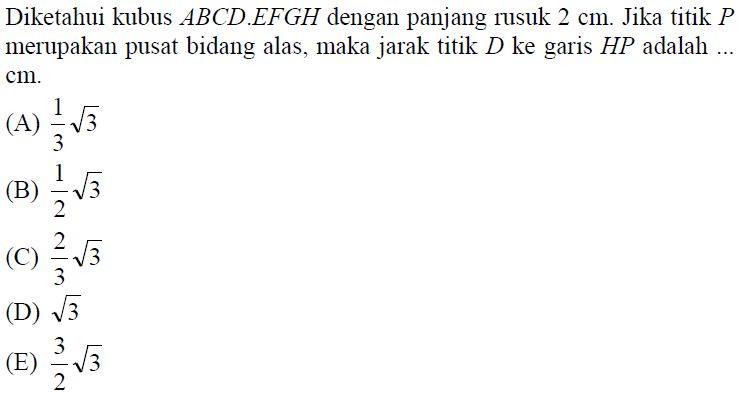 Diketahui kubus ABCD.EFGH dengan panjang rusuk 2 cm. Jika titik P
merupakan pusat bidang alas, maka jarak titik D ke garis HP adalah ...
cm.
(A) 1/3 √3
(B) 1/2 √3
(C) 2/3 √3
(D) √3
(E) 3/2 √3